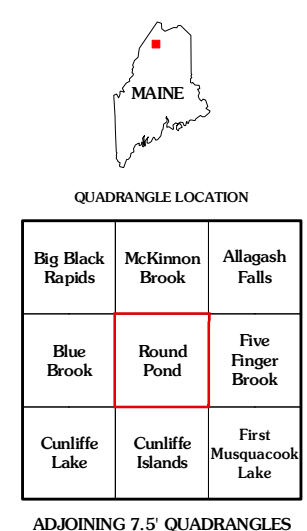 MAINE
QUADRANGLE LOCATION
Big Black
Rapids
McKinnon
Brook
Allagash
Falls
Blue
Brook
Round
Pond
Five
Finger
Brook
Cunliffe
Lake
Cunliffe
Islands
First
Musquacook
Lake
ADJOINING 7.5' QUADRANGLES